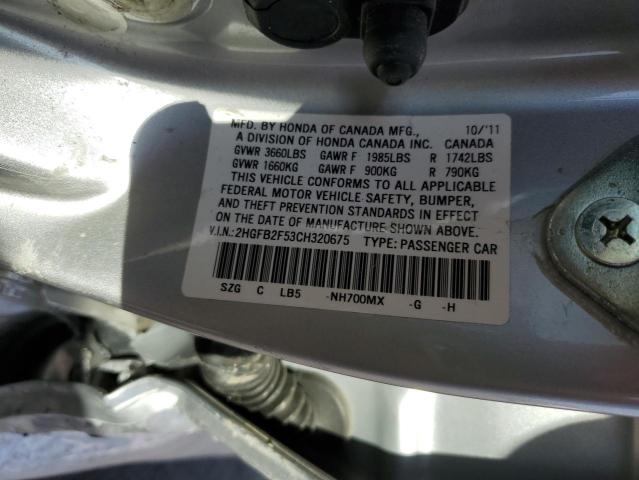 MFD. BY HONDA OF CANADA MFG., 10/'11
A DIVISION OF HONDA CANADA INC. CANADA
GVWR 3660LBS GAWR F 1985LBS R 1742LBS
GVWR 1660KG GAWR F 900KG R 790KG
THIS VEHICLE CONFORMS TO ALL APPLICABLE
FEDERAL MOTOR VEHICLE SAFETY, BUMPER,
AND THEFT PREVENTION STANDARDS IN EFFECT
ON THE DATE OF MANUFACTURE SHOWN ABOVE.
V.I.N.:2HGFB2F53CH320675 TYPE:PASSENGER CAR
SZG C LB5 -NH700MX -G -H